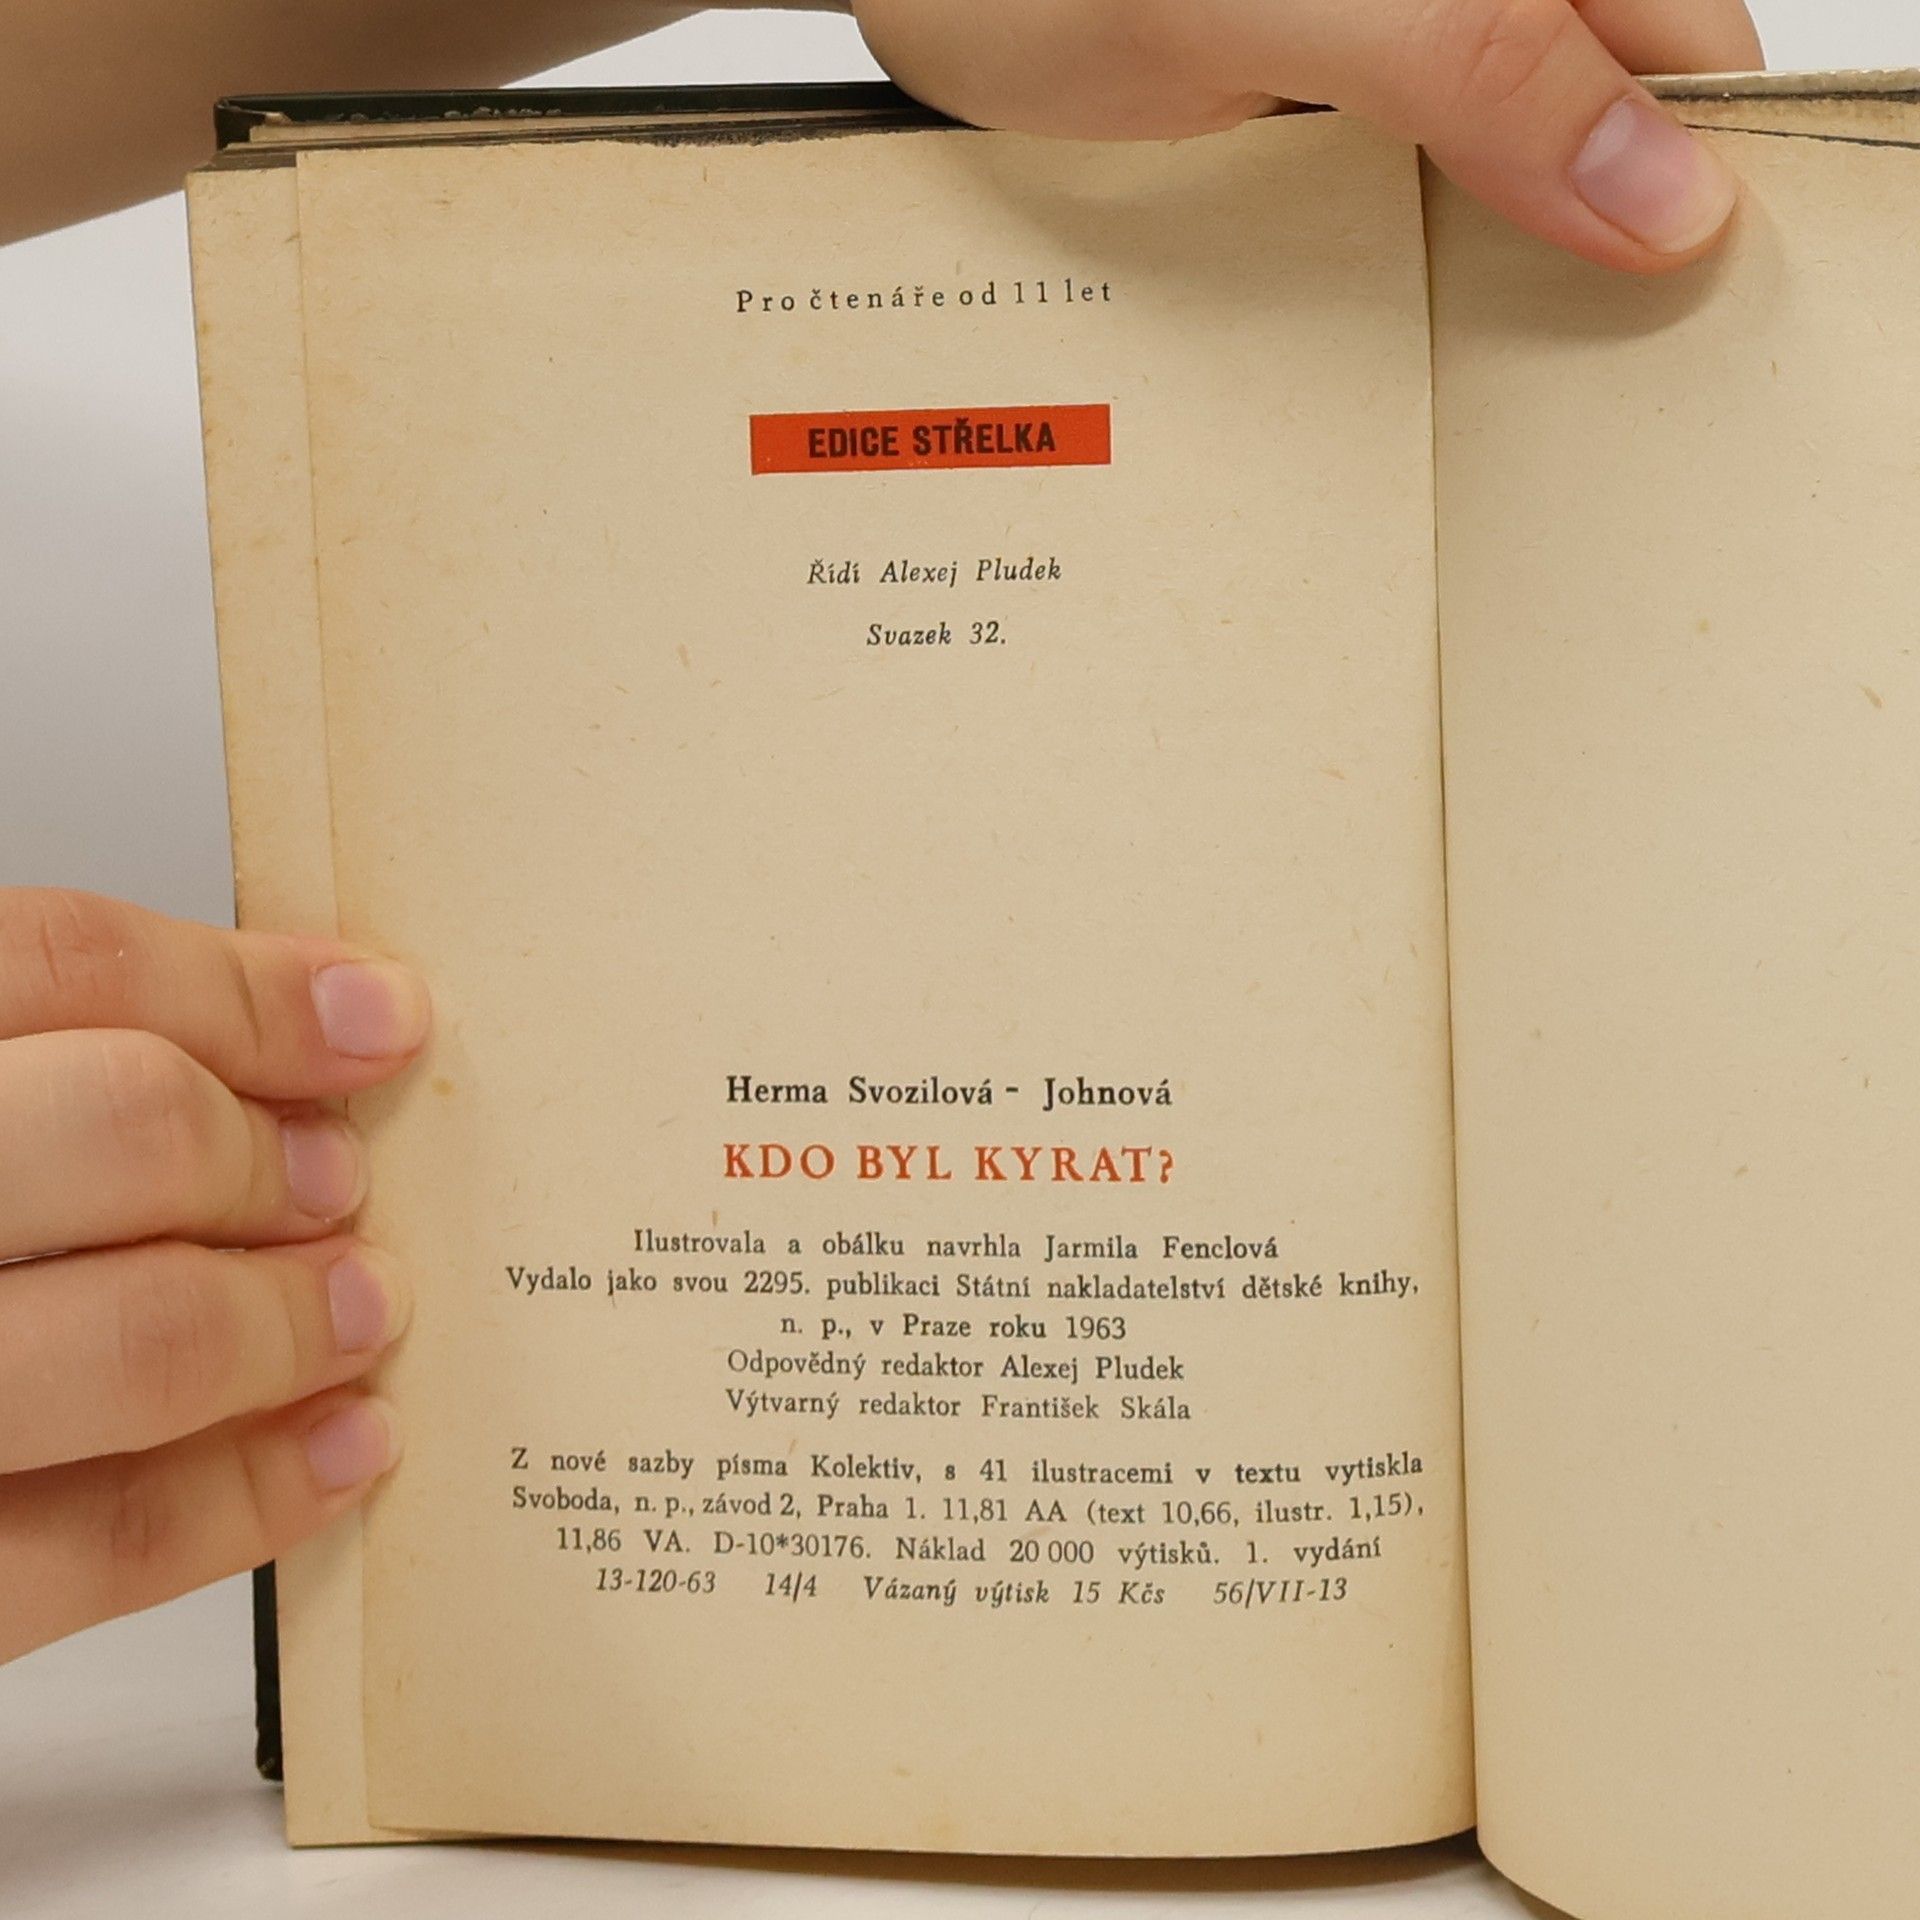 Pro čtenáře od 11 let
EDICE STŘELKA
Řídí Alexej Pludek
Svazek 32.
Herma Svozilová - Johnová
KDO BYL KYRAT?
Ilustrovala a obálku navrhla Jarmila Fenclová
Vydalo jako svou 2295. publikaci Státní nakladatelství dětské knihy,
n. p., v Praze roku 1963
Odpovědný redaktor Alexej Pludek
Výtvarný redaktor František Skála
Z nové sazby písma Kolektiv, s 41 ilustracemi v textu vytiskla
Svoboda, n. p., závod 2, Praha 1. 11,81 AA (text 10,66, ilustr. 1,15),
11,86 VA. D-10*30176. Náklad 20 000 výtisků. 1. vydání
13-120-63 14/4 Vázaný výtisk 15 Kčs 56/VII-13